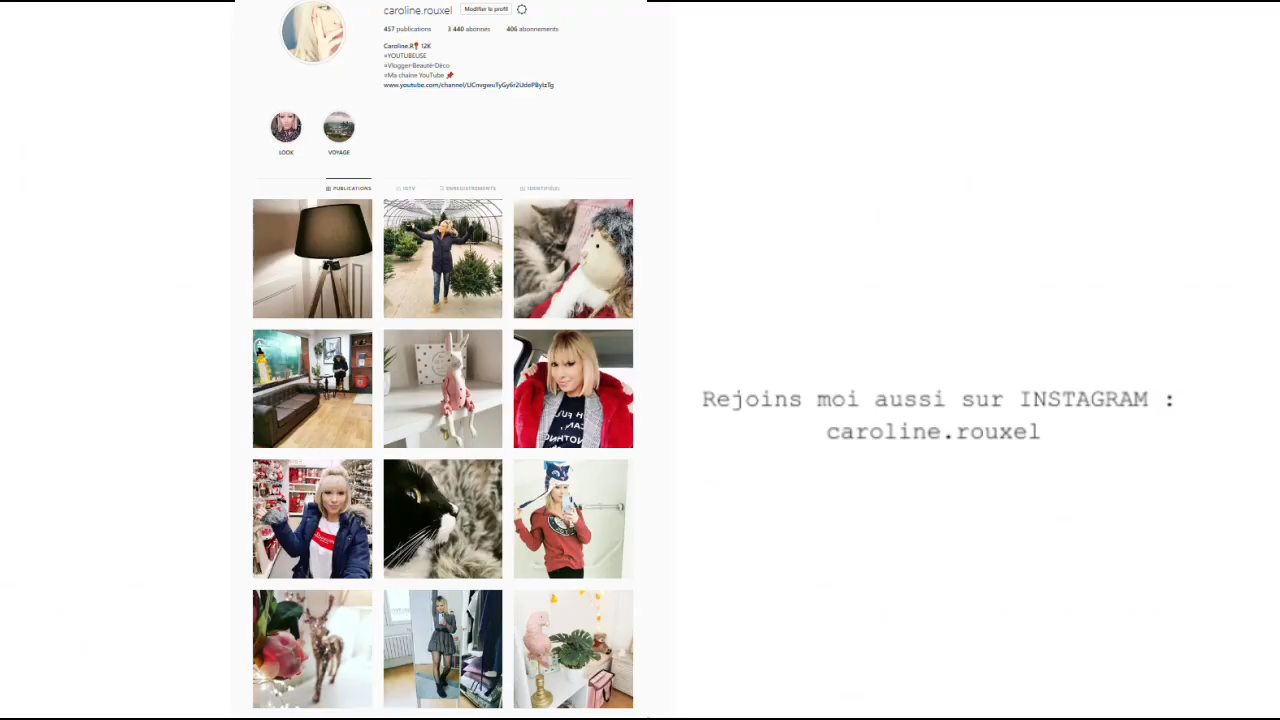 caroline.rouxel Modifier le profil
457 publications 3 440 abonnés 406 abonnements
Caroline.R 12K
¤YOUTUBEUSE
¤Vlogger-Beauté-Déco
¤Ma chaîne YouTube
LOOK VOYAGE
PUBLICATIONS IGTV ENREGISTREMENTS IDENTIFIÉ(E)
Rejoins moi aussi sur INSTAGRAM :
caroline.rouxel